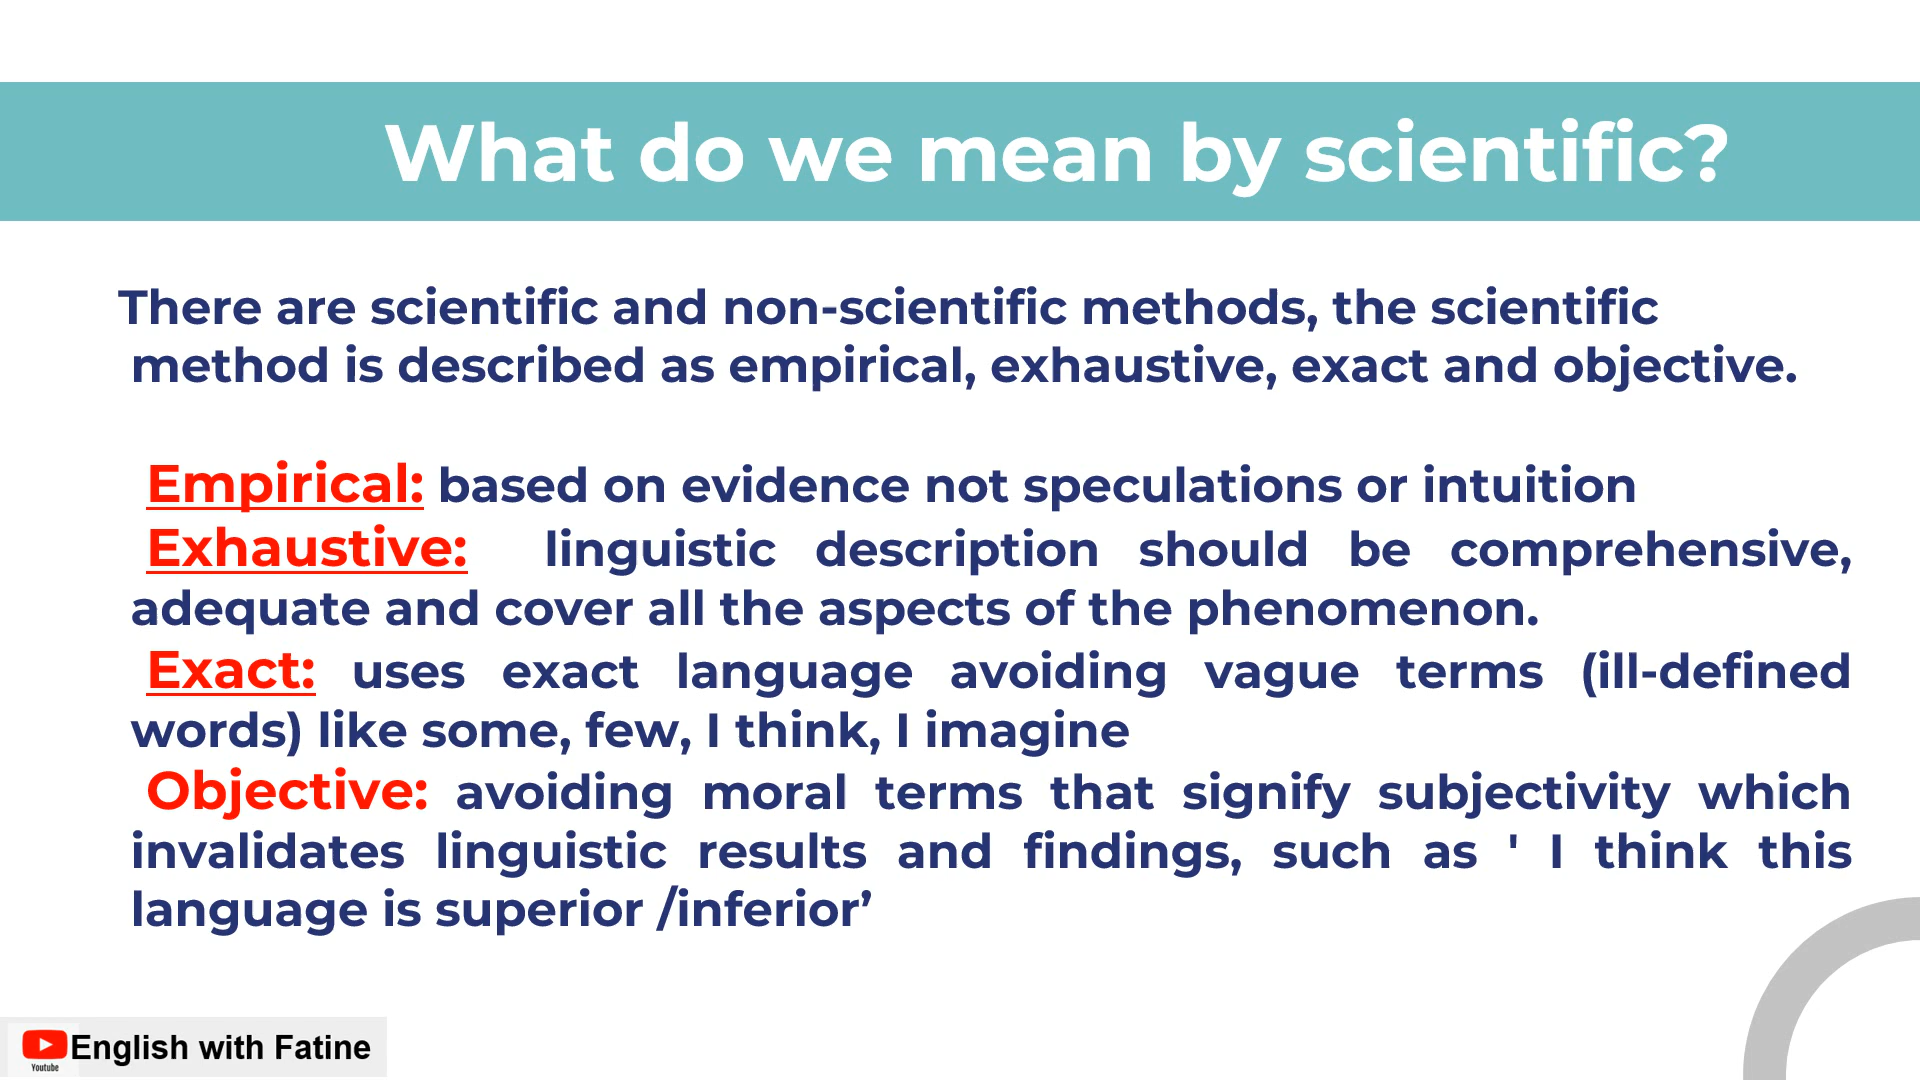 What do we mean by scientific?
There are scientific and non-scientific methods, the scientific
method is described as empirical, exhaustive, exact and objective.
Empirical: based on evidence not speculations or intuition
Exhaustive: linguistic description should be comprehensive,
adequate and cover all the aspects of the phenomenon.
Exact: uses exact language avoiding vague terms (ill-defined
words) like some, few, I think, I imagine
Objective: avoiding moral terms that signify subjectivity which
invalidates linguistic results and findings, such as ' I think this
language is superior /inferior’
English with Fatine
Youtube